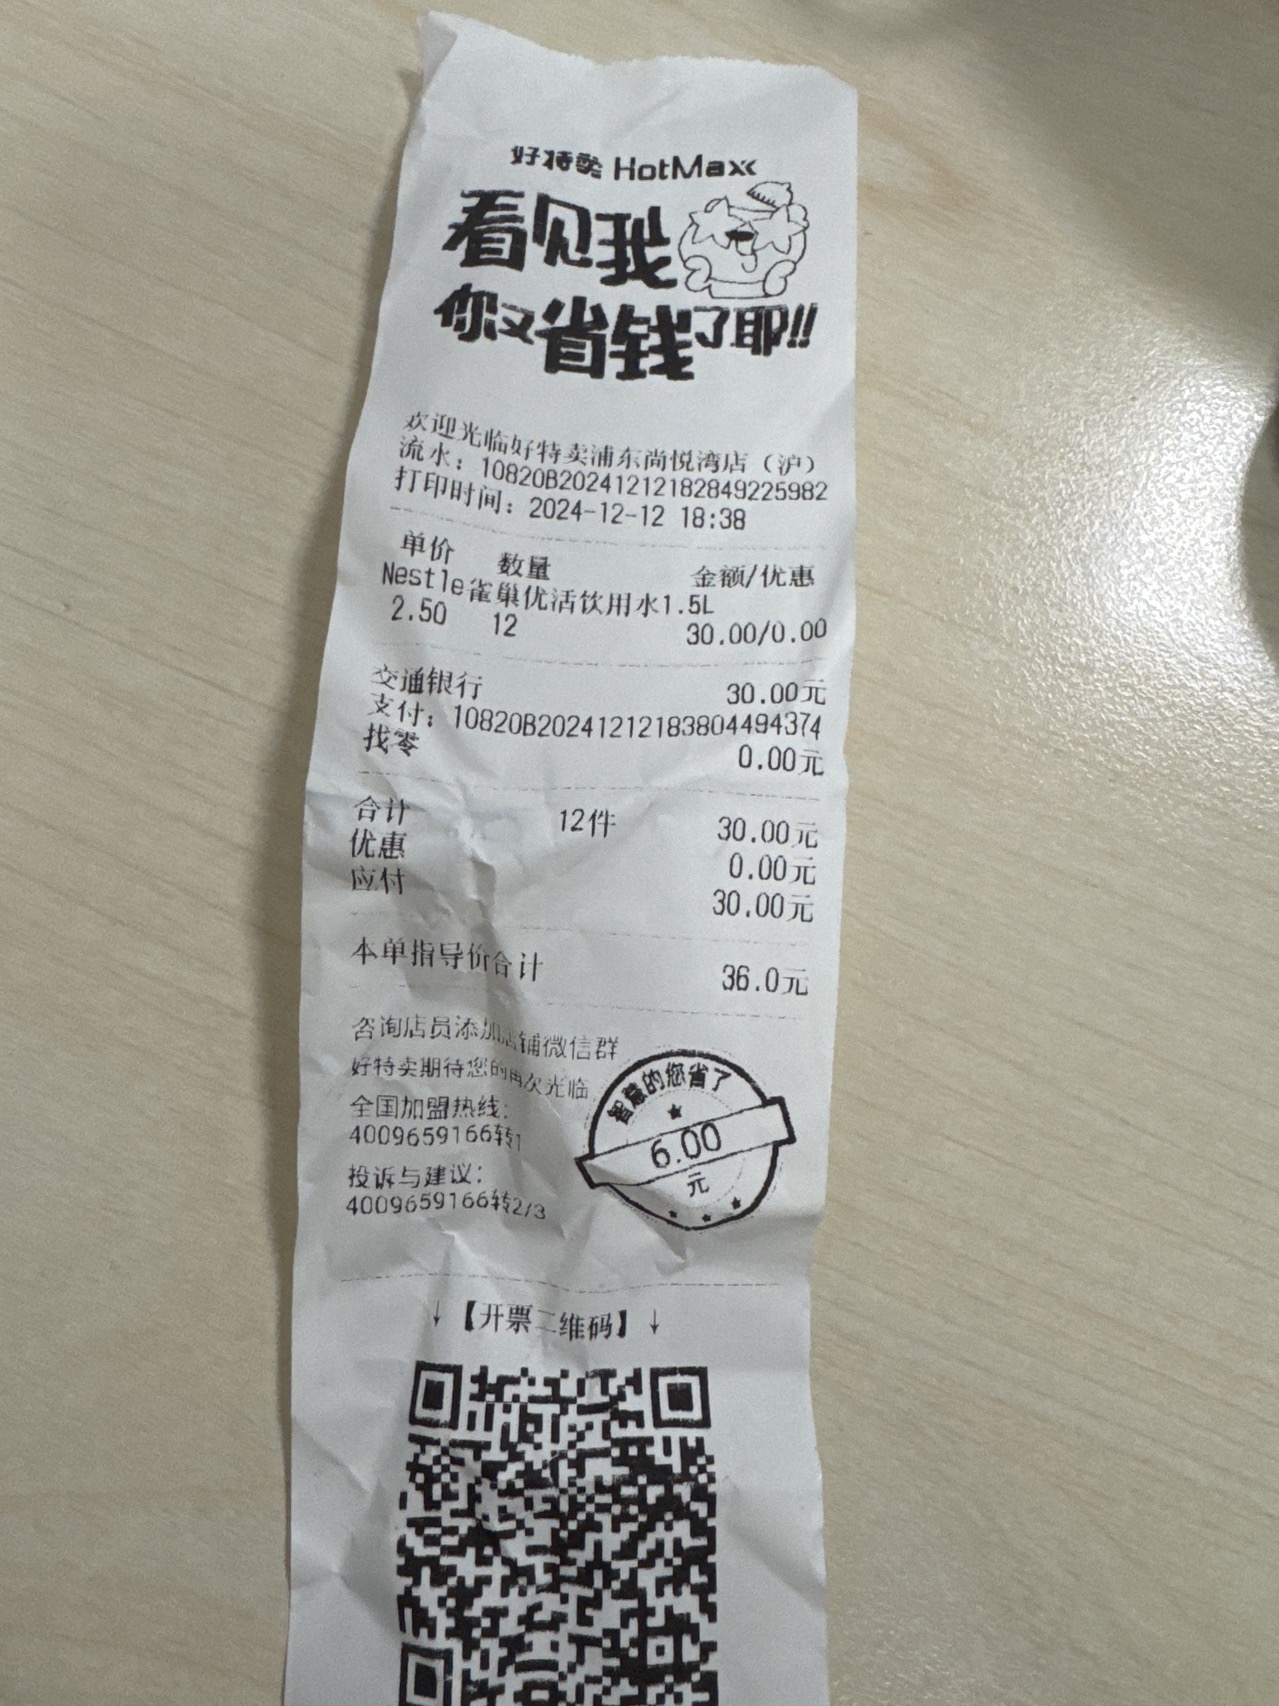 好特卖 HotMaxx
看见我
你又省钱了耶!!
欢迎光临好特卖浦东尚悦湾店（沪）
流水：10820B202412121828492259​82
打印时间：2024-12-12 18:38
单价 数量 金额/优惠
Nestle雀巢优活饮用水1.5L
2.50 12 30.00/0.00
交通银行 30.00元
支付：10820B202412121838044943​74
找零 0.00元
合计 12件 30.00元
优惠 0.00元
应付 30.00元
本单指导价合计 36.0元
咨询店员添加店铺微信群
好特卖期待您的再次光临
全国加盟热线：
4009659166转1
投诉与建议：
4009659166转2/3
智慧的您省了
6.00
元
↓【开票二维码】↓